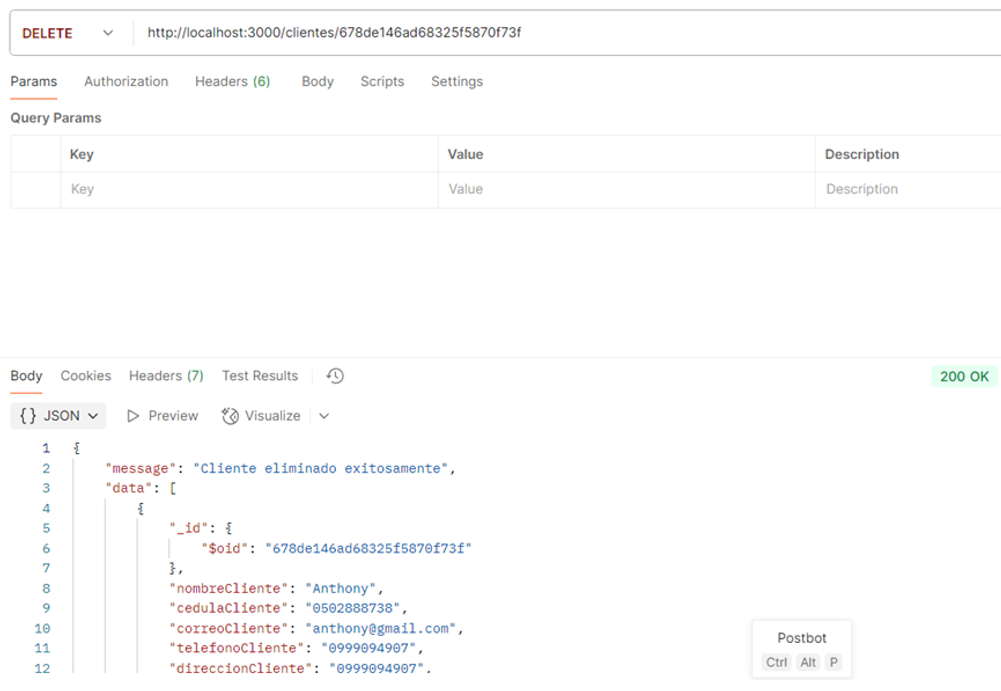 DELETE http://localhost:3000/clientes/678de146ad68325f5870f73f
Params Authorization Headers (6) Body Scripts Settings
Query Params
Key Value Description
Key Value Description
Body Cookies Headers (7) Test Results 200 OK
{} JSON Preview Visualize
1 {
2 "message": "Cliente eliminado exitosamente",
3 "data": [
4 {
5 "_id": {
6 "$oid": "678de146ad68325f5870f73f"
7 },
8 "nombreCliente": "Anthony",
9 "cedulaCliente": "0502888738",
10 "correoCliente": "anthony@gmail.com",
11 "telefonoCliente": "0999094907",
12 "direccionCliente": "0999094907",
Postbot
Ctrl Alt P